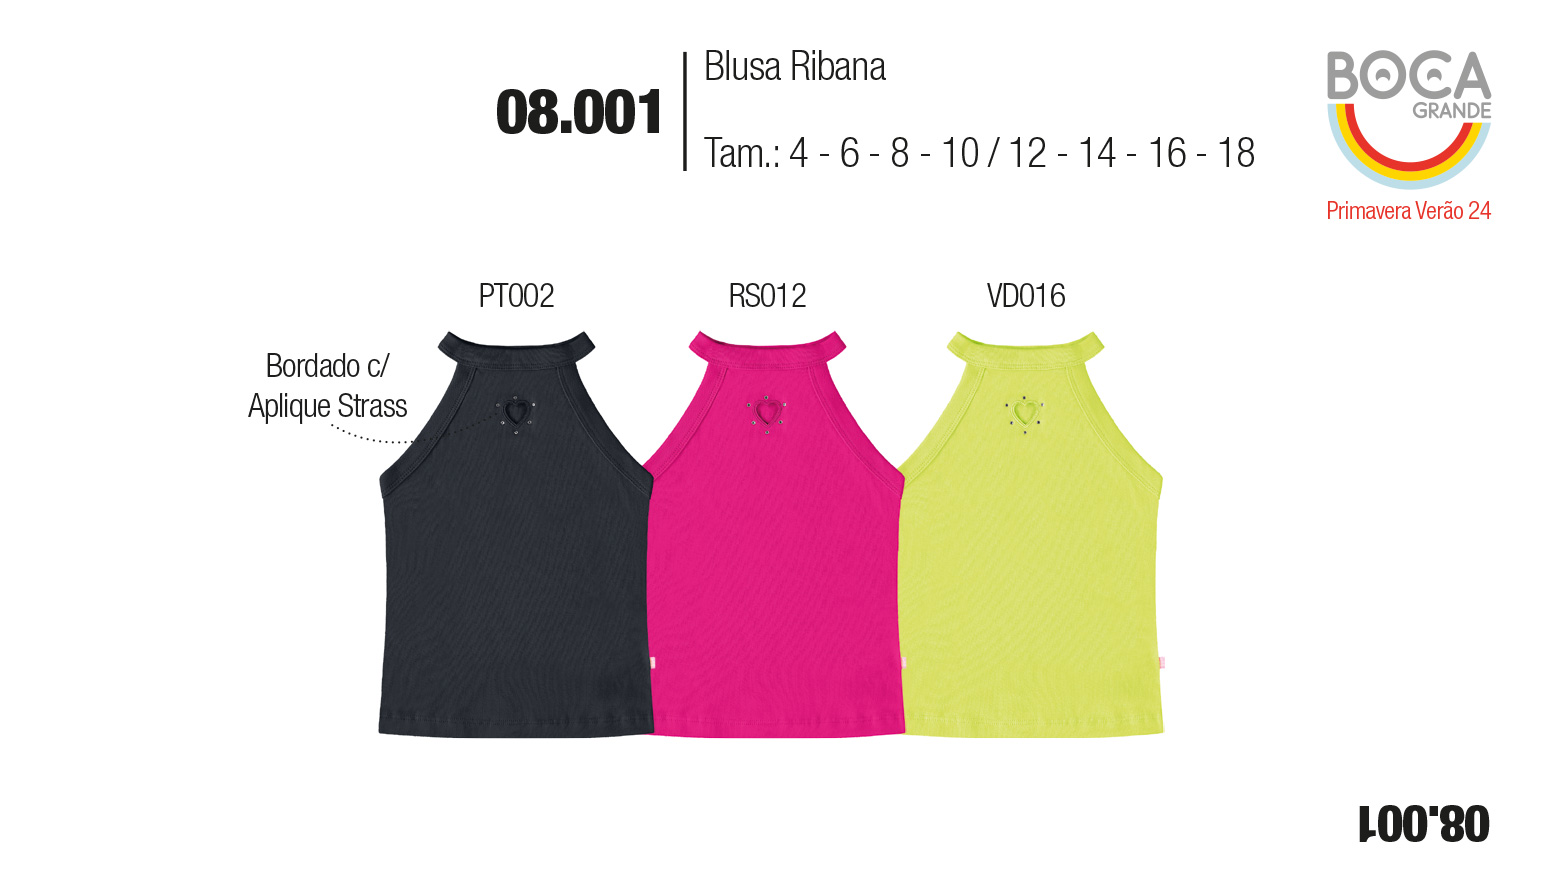 08.001
Blusa Ribana
Tam.: 4 - 6 - 8 - 10 / 12 - 14 - 16 - 18
BOCA
GRANDE
Primavera Verão 24
PT002
RS012
VD016
Bordado c/
Aplique Strass
08.001